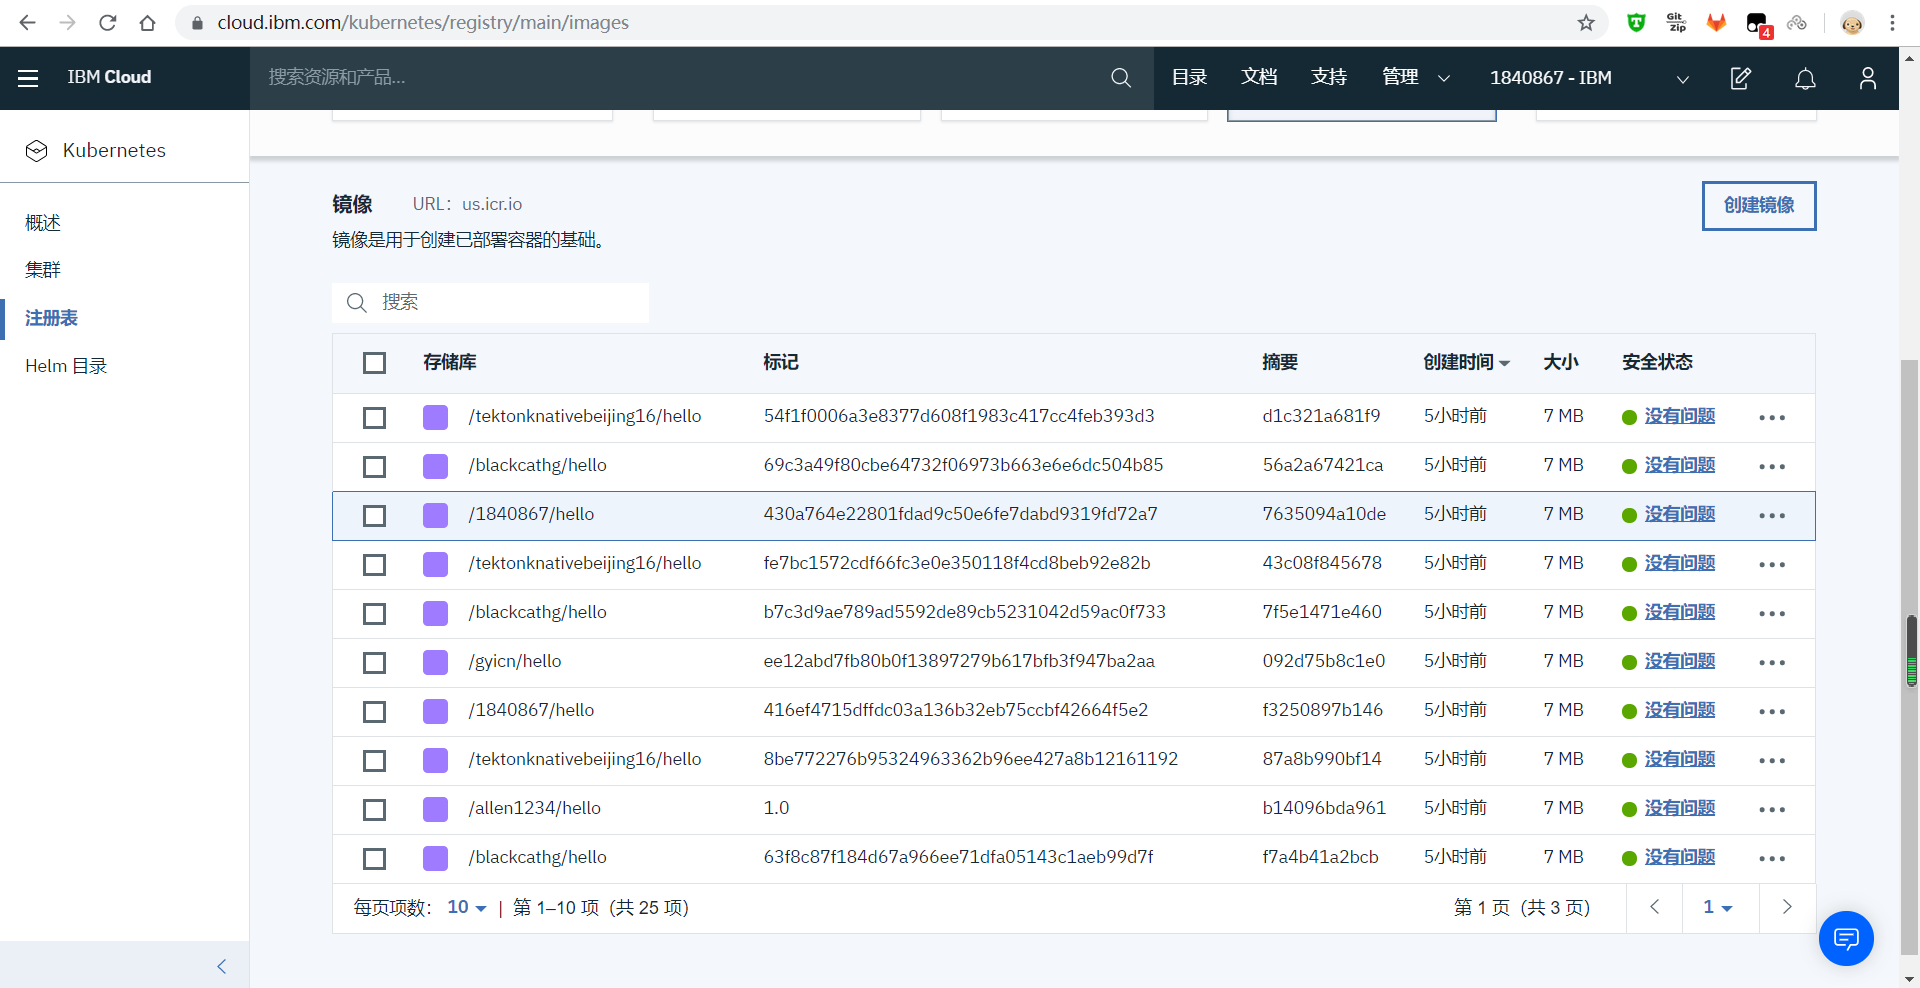 cloud.ibm.com/kubernetes/registry/main/images
Git Zip
4
IBM Cloud
搜索资源和产品...
目录
文档
支持
管理
1840867 - IBM
Kubernetes
概述
集群
注册表
Helm 目录
镜像 URL: us.icr.io
创建镜像
镜像是用于创建已部署容器的基础。
搜索
存储库 标记 摘要 创建时间 大小 安全状态
/tektonknativebeijing16/hello 54f1f0006a3e8377d608f1983c417cc4feb393d3 d1c321a681f9 5小时前 7 MB 没有问题
/blackcathg/hello 69c3a49f80cbe64732f06973b663e6e6dc504b85 56a2a67421ca 5小时前 7 MB 没有问题
/1840867/hello 430a764e22801fdad9c50e6fe7dabd9319fd72a7 7635094a10de 5小时前 7 MB 没有问题
/tektonknativebeijing16/hello fe7bc1572cdf66fc3e0e350118f4cd8beb92e82b 43c08f845678 5小时前 7 MB 没有问题
/blackcathg/hello b7c3d9ae789ad5592de89cb5231042d59ac0f733 7f5e1471e460 5小时前 7 MB 没有问题
/gyicn/hello ee12abd7fb80b0f13897279b617bfb3f947ba2aa 092d75b8c1e0 5小时前 7 MB 没有问题
/1840867/hello 416ef4715dffdc03a136b32eb75ccbf42664f5e2 f3250897b146 5小时前 7 MB 没有问题
/tektonknativebeijing16/hello 8be772276b95324963362b96ee427a8b12161192 87a8b990bf14 5小时前 7 MB 没有问题
/allen1234/hello 1.0 b14096bda961 5小时前 7 MB 没有问题
/blackcathg/hello 63f8c87f184d67a966ee71dfa05143c1aeb99d7f f7a4b41a2bcb 5小时前 7 MB 没有问题
每页项数: 10 | 第 1–10 项 (共 25 项) 第 1 页 (共 3 页) 1